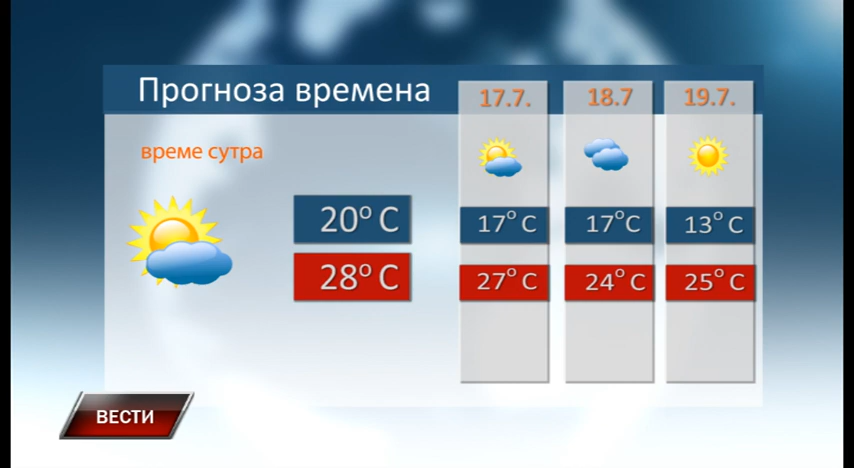 Прогноза времена
време сутра
20° C
28° C
17.7.
17° C
27° C
18.7
17°C
24° C
19.7.
13° C
25° C
ВЕСТИ